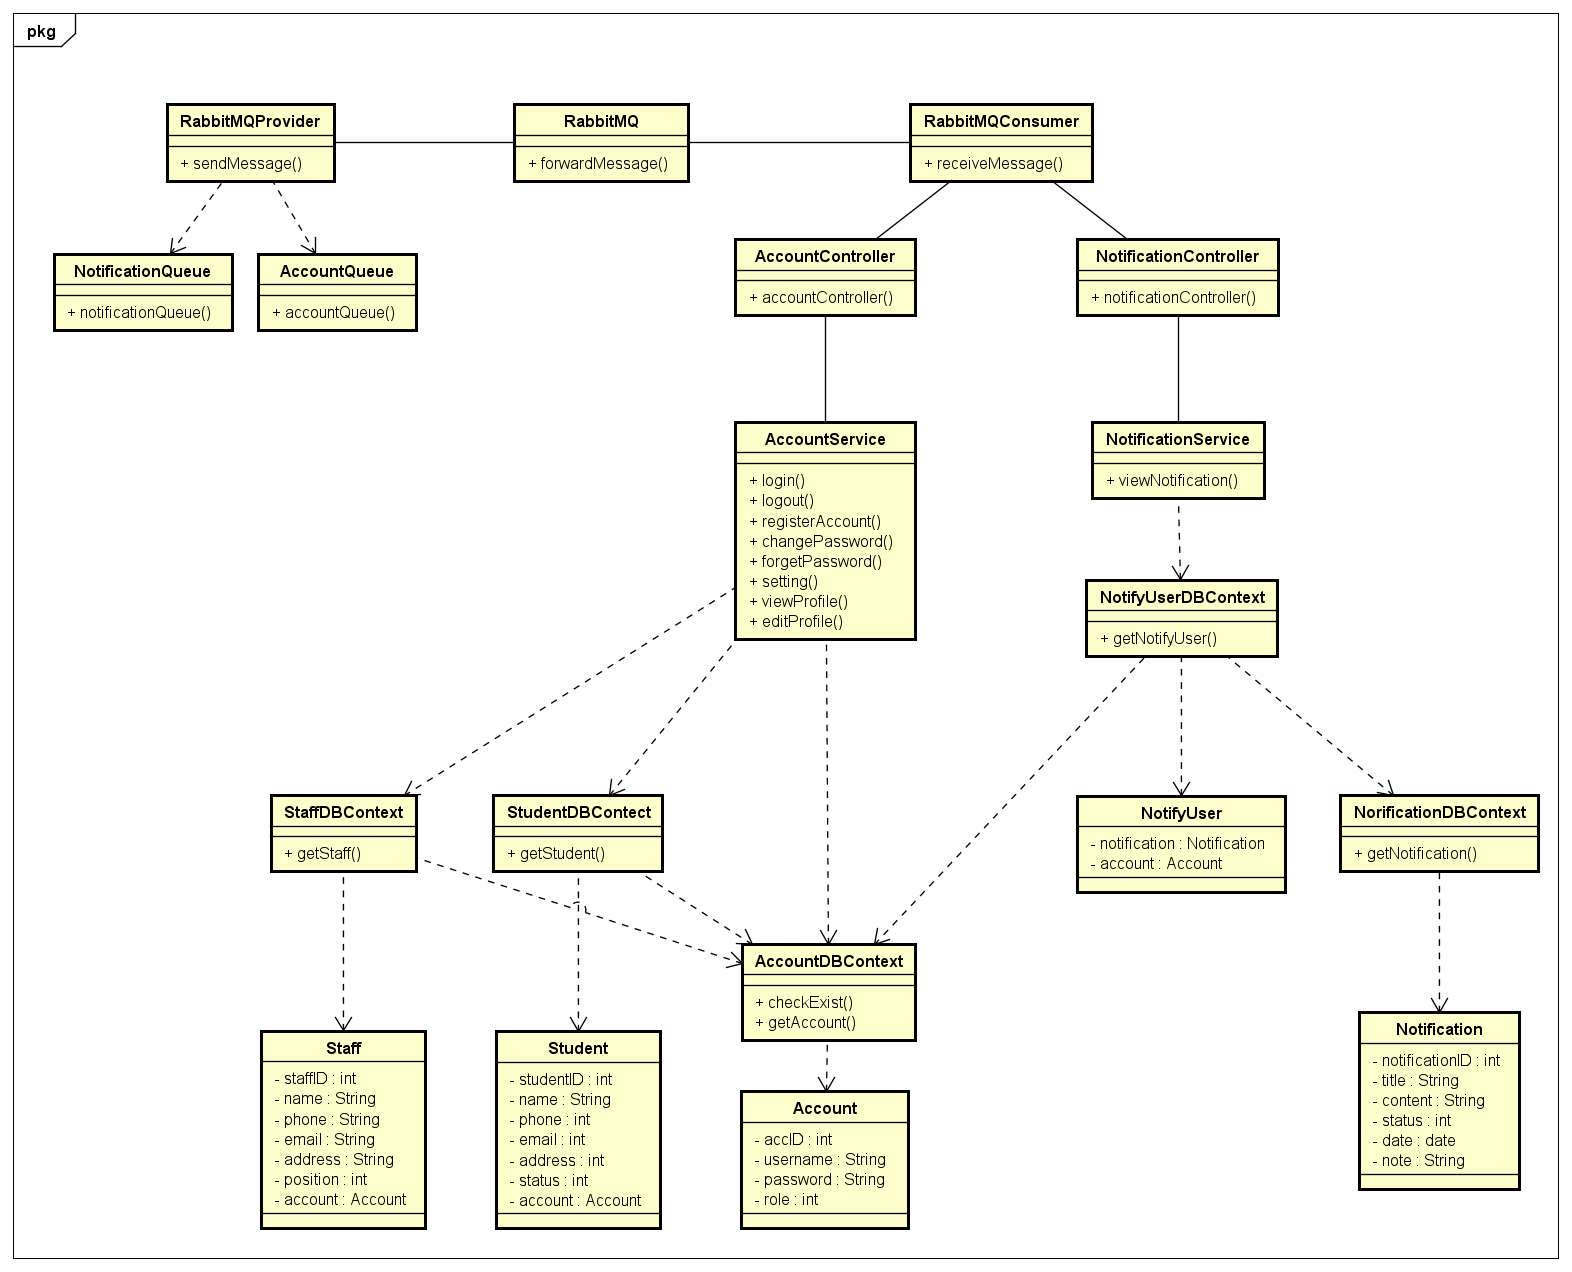 pkg
RabbitMQProvider
+ sendMessage()
RabbitMQ
+ forwardMessage()
RabbitMQConsumer
+ receiveMessage()
NotificationQueue
+ notificationQueue()
AccountQueue
+ accountQueue()
AccountController
+ accountController()
NotificationController
+ notificationController()
AccountService
+ login()
+ logout()
+ registerAccount()
+ changePassword()
+ forgetPassword()
+ setting()
+ viewProfile()
+ editProfile()
NotificationService
+ viewNotification()
NotifyUserDBContext
+ getNotifyUser()
StaffDBContext
+ getStaff()
StudentDBContect
+ getStudent()
NotifyUser
- notification : Notification
- account : Account
NorificationDBContext
+ getNotification()
AccountDBContext
+ checkExist()
+ getAccount()
Staff
- staffID : int
- name : String
- phone : String
- email : String
- address : String
- position : int
- account : Account
Student
- studentID : int
- name : String
- phone : int
- email : int
- address : int
- status : int
- account : Account
Account
- accID : int
- username : String
- password : String
- role : int
Notification
- notificationID : int
- title : String
- content : String
- status : int
- date : date
- note : String